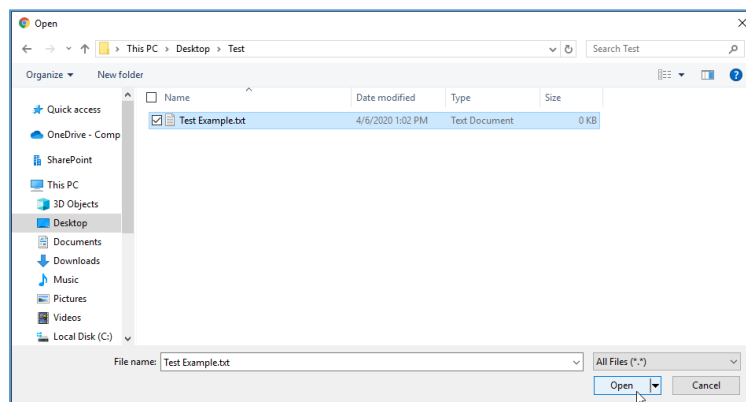 Open
This PC > Desktop > Test
Search Test
Organize
New folder
Name
Date modified
Type
Size
Test Example.txt
4/6/2020 1:02 PM
Text Document
0 KB
Quick access
OneDrive - Comp
SharePoint
This PC
3D Objects
Desktop
Documents
Downloads
Music
Pictures
Videos
Local Disk (C:)
File name: Test Example.txt
All Files (*.*)
Open
Cancel